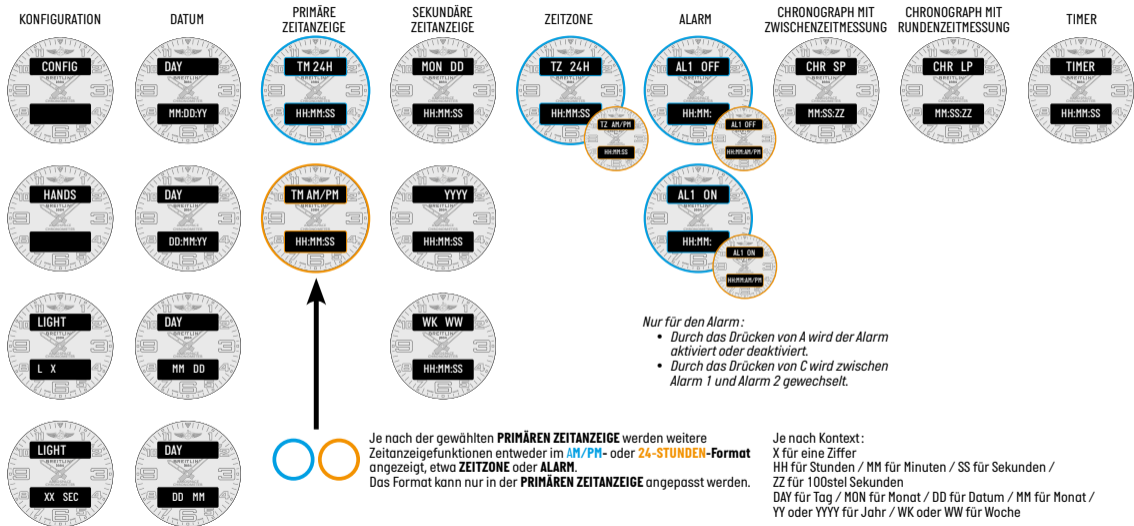 KONFIGURATION
DATUM
PRIMÄRE
ZEITANZEIGE
SEKUNDÄRE
ZEITANZEIGE
ZEITZONE
ALARM
CHRONOGRAPH MIT
ZWISCHENZEITMESSUNG
CHRONOGRAPH MIT
RUNDENZEITMESSUNG
TIMER
CONFIG
DAY
MM:DD:YY
TM 24H
HH:MM:SS
MON DD
HH:MM:SS
TZ 24H
HH:MM:SS
TZ AM/PM
HH:MM:SS
AL1 OFF
HH:MM:
AL1 OFF
HH:MM:AM/PM
CHR SP
MM:SS:ZZ
CHR LP
MM:SS:ZZ
TIMER
HH:MM:SS
HANDS
DAY
DD:MM:YY
TM AM/PM
HH:MM:SS
YYYY
HH:MM:SS
AL1 ON
HH:MM:
AL1 ON
HH:MM:AM/PM
LIGHT
L X
DAY
MM DD
WK WW
HH:MM:SS
Nur für den Alarm:
• Durch das Drücken von A wird der Alarm
aktiviert oder deaktiviert.
• Durch das Drücken von C wird zwischen
Alarm 1 und Alarm 2 gewechselt.
LIGHT
XX SEC
DAY
DD MM
Je nach der gewählten PRIMÄREN ZEITANZEIGE werden weitere
Zeitanzeigefunktionen entweder im AM/PM- oder 24-STUNDEN-Format
angezeigt, etwa ZEITZONE oder ALARM.
Das Format kann nur in der PRIMÄREN ZEITANZEIGE angepasst werden.
Je nach Kontext:
X für eine Ziffer
HH für Stunden / MM für Minuten / SS für Sekunden /
ZZ für 100stel Sekunden
DAY für Tag / MON für Monat / DD für Datum / MM für Monat /
YY oder YYYY für Jahr / WK oder WW für Woche